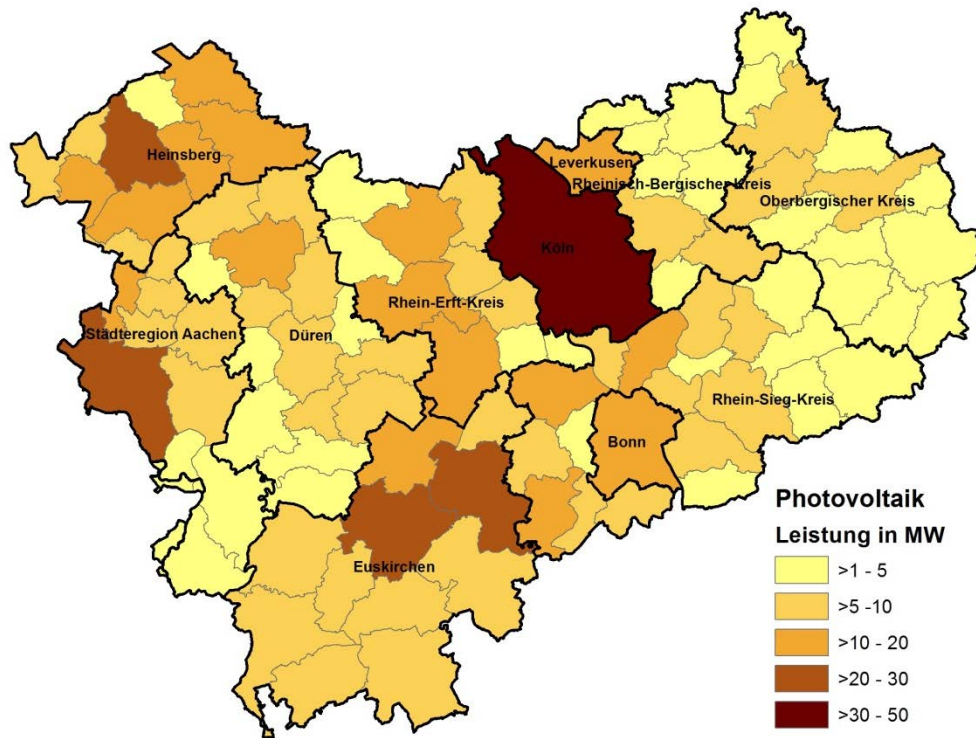 Heinsberg
Leverkusen
Rheinisch-Bergischer Kreis
Oberbergischer Kreis
Köln
Rhein-Erft-Kreis
Städteregion Aachen
Düren
Rhein-Sieg-Kreis
Bonn
Euskirchen
Photovoltaik
Leistung in MW
>1 - 5
>5 -10
>10 - 20
>20 - 30
>30 - 50